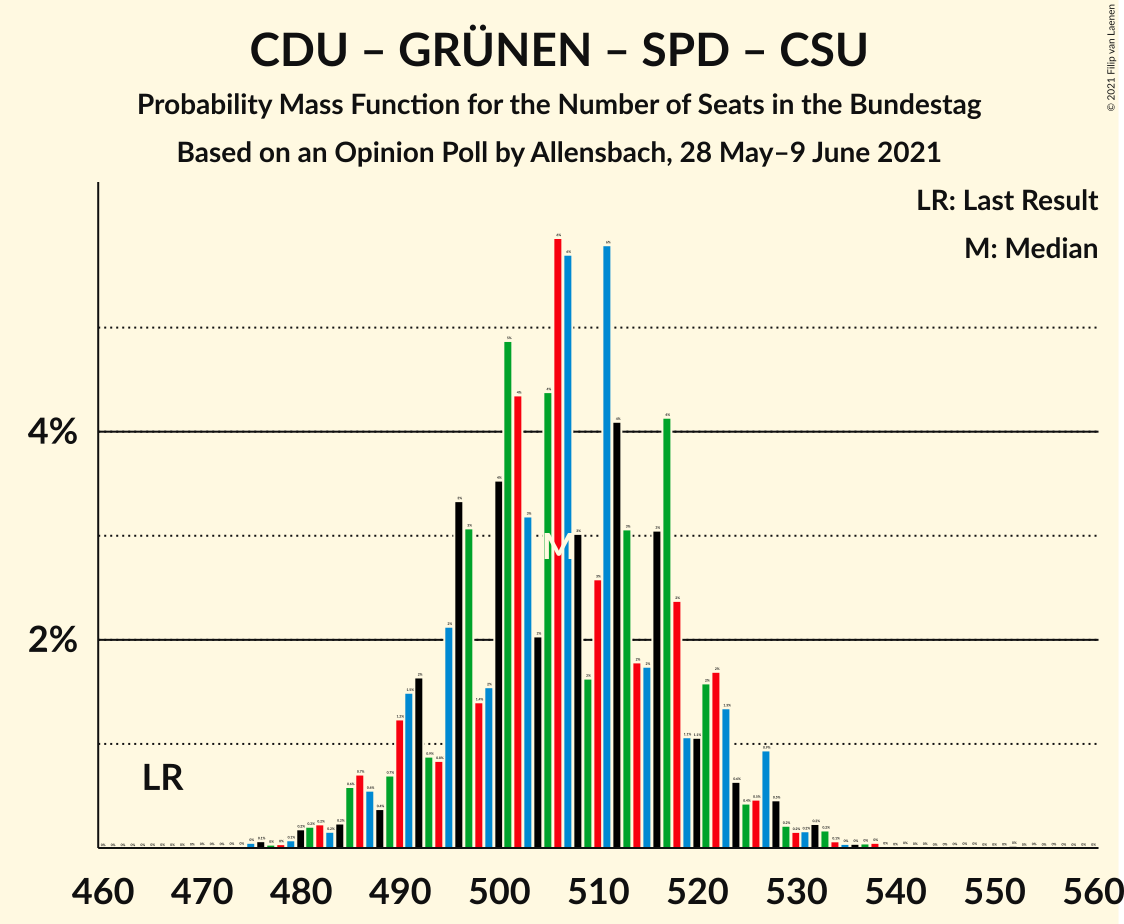 CDU – GRÜNEN – SPD – CSU
Probability Mass Function for the Number of Seats in the Bundestag
Based on an Opinion Poll by Allensbach, 28 May–9 June 2021
© 2021 Filip van Laenen
LR: Last Result
M: Median
4%
2%
M
LR
460 470 480 490 500 510 520 530 540 550 560